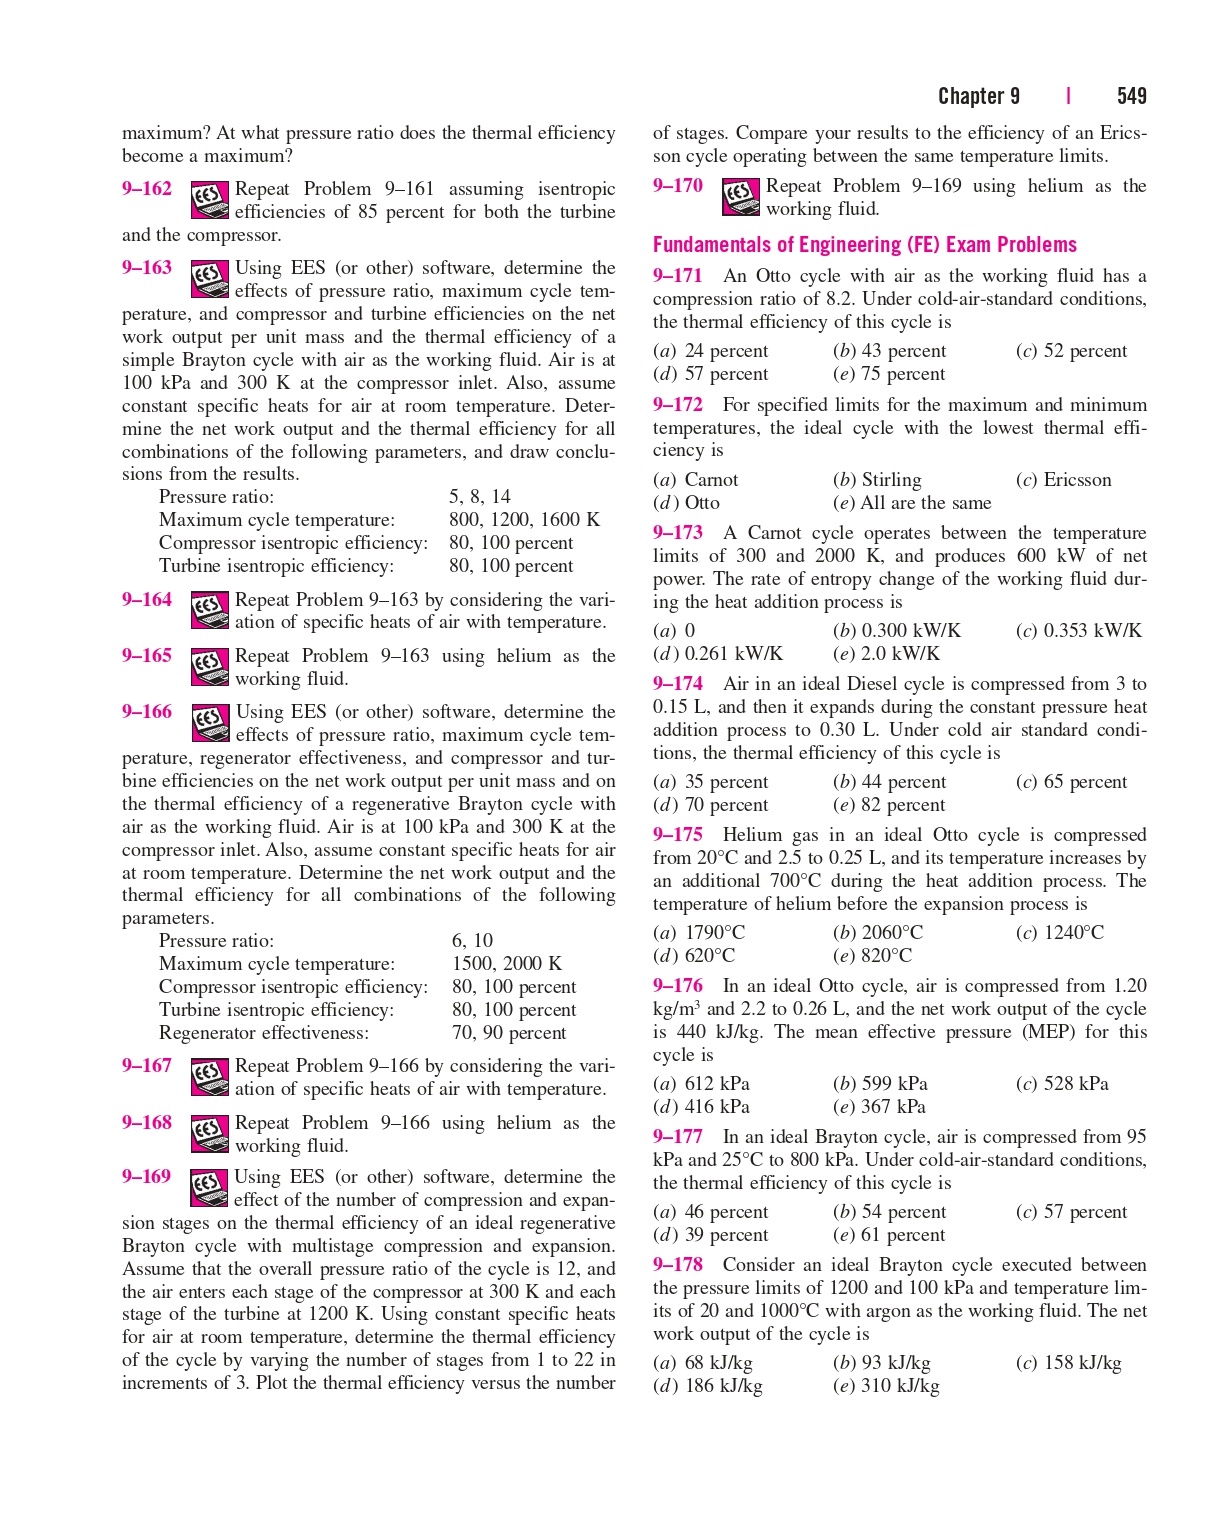 Chapter 9 | 549
maximum? At what pressure ratio does the thermal efficiency
become a maximum?
9–162 EES Repeat Problem 9–161 assuming isentropic
efficiencies of 85 percent for both the turbine
and the compressor.
9–163 EES Using EES (or other) software, determine the
effects of pressure ratio, maximum cycle tem-
perature, and compressor and turbine efficiencies on the net
work output per unit mass and the thermal efficiency of a
simple Brayton cycle with air as the working fluid. Air is at
100 kPa and 300 K at the compressor inlet. Also, assume
constant specific heats for air at room temperature. Deter-
mine the net work output and the thermal efficiency for all
combinations of the following parameters, and draw conclu-
sions from the results.
Pressure ratio: 5, 8, 14
Maximum cycle temperature: 800, 1200, 1600 K
Compressor isentropic efficiency: 80, 100 percent
Turbine isentropic efficiency: 80, 100 percent
9–164 EES Repeat Problem 9–163 by considering the vari-
ation of specific heats of air with temperature.
9–165 EES Repeat Problem 9–163 using helium as the
working fluid.
9–166 EES Using EES (or other) software, determine the
effects of pressure ratio, maximum cycle tem-
perature, regenerator effectiveness, and compressor and tur-
bine efficiencies on the net work output per unit mass and on
the thermal efficiency of a regenerative Brayton cycle with
air as the working fluid. Air is at 100 kPa and 300 K at the
compressor inlet. Also, assume constant specific heats for air
at room temperature. Determine the net work output and the
thermal efficiency for all combinations of the following
parameters.
Pressure ratio: 6, 10
Maximum cycle temperature: 1500, 2000 K
Compressor isentropic efficiency: 80, 100 percent
Turbine isentropic efficiency: 80, 100 percent
Regenerator effectiveness: 70, 90 percent
9–167 EES Repeat Problem 9–166 by considering the vari-
ation of specific heats of air with temperature.
9–168 EES Repeat Problem 9–166 using helium as the
working fluid.
9–169 EES Using EES (or other) software, determine the
effect of the number of compression and expan-
sion stages on the thermal efficiency of an ideal regenerative
Brayton cycle with multistage compression and expansion.
Assume that the overall pressure ratio of the cycle is 12, and
the air enters each stage of the compressor at 300 K and each
stage of the turbine at 1200 K. Using constant specific heats
for air at room temperature, determine the thermal efficiency
of the cycle by varying the number of stages from 1 to 22 in
increments of 3. Plot the thermal efficiency versus the number
of stages. Compare your results to the efficiency of an Erics-
son cycle operating between the same temperature limits.
9–170 EES Repeat Problem 9–169 using helium as the
working fluid.
Fundamentals of Engineering (FE) Exam Problems
9–171 An Otto cycle with air as the working fluid has a
compression ratio of 8.2. Under cold-air-standard conditions,
the thermal efficiency of this cycle is
(a) 24 percent (b) 43 percent (c) 52 percent
(d) 57 percent (e) 75 percent
9–172 For specified limits for the maximum and minimum
temperatures, the ideal cycle with the lowest thermal effi-
ciency is
(a) Carnot (b) Stirling (c) Ericsson
(d) Otto (e) All are the same
9–173 A Carnot cycle operates between the temperature
limits of 300 and 2000 K, and produces 600 kW of net
power. The rate of entropy change of the working fluid dur-
ing the heat addition process is
(a) 0 (b) 0.300 kW/K (c) 0.353 kW/K
(d) 0.261 kW/K (e) 2.0 kW/K
9–174 Air in an ideal Diesel cycle is compressed from 3 to
0.15 L, and then it expands during the constant pressure heat
addition process to 0.30 L. Under cold air standard condi-
tions, the thermal efficiency of this cycle is
(a) 35 percent (b) 44 percent (c) 65 percent
(d) 70 percent (e) 82 percent
9–175 Helium gas in an ideal Otto cycle is compressed
from 20°C and 2.5 to 0.25 L, and its temperature increases by
an additional 700°C during the heat addition process. The
temperature of helium before the expansion process is
(a) 1790°C (b) 2060°C (c) 1240°C
(d) 620°C (e) 820°C
9–176 In an ideal Otto cycle, air is compressed from 1.20
kg/m³ and 2.2 to 0.26 L, and the net work output of the cycle
is 440 kJ/kg. The mean effective pressure (MEP) for this
cycle is
(a) 612 kPa (b) 599 kPa (c) 528 kPa
(d) 416 kPa (e) 367 kPa
9–177 In an ideal Brayton cycle, air is compressed from 95
kPa and 25°C to 800 kPa. Under cold-air-standard conditions,
the thermal efficiency of this cycle is
(a) 46 percent (b) 54 percent (c) 57 percent
(d) 39 percent (e) 61 percent
9–178 Consider an ideal Brayton cycle executed between
the pressure limits of 1200 and 100 kPa and temperature lim-
its of 20 and 1000°C with argon as the working fluid. The net
work output of the cycle is
(a) 68 kJ/kg (b) 93 kJ/kg (c) 158 kJ/kg
(d) 186 kJ/kg (e) 310 kJ/kg